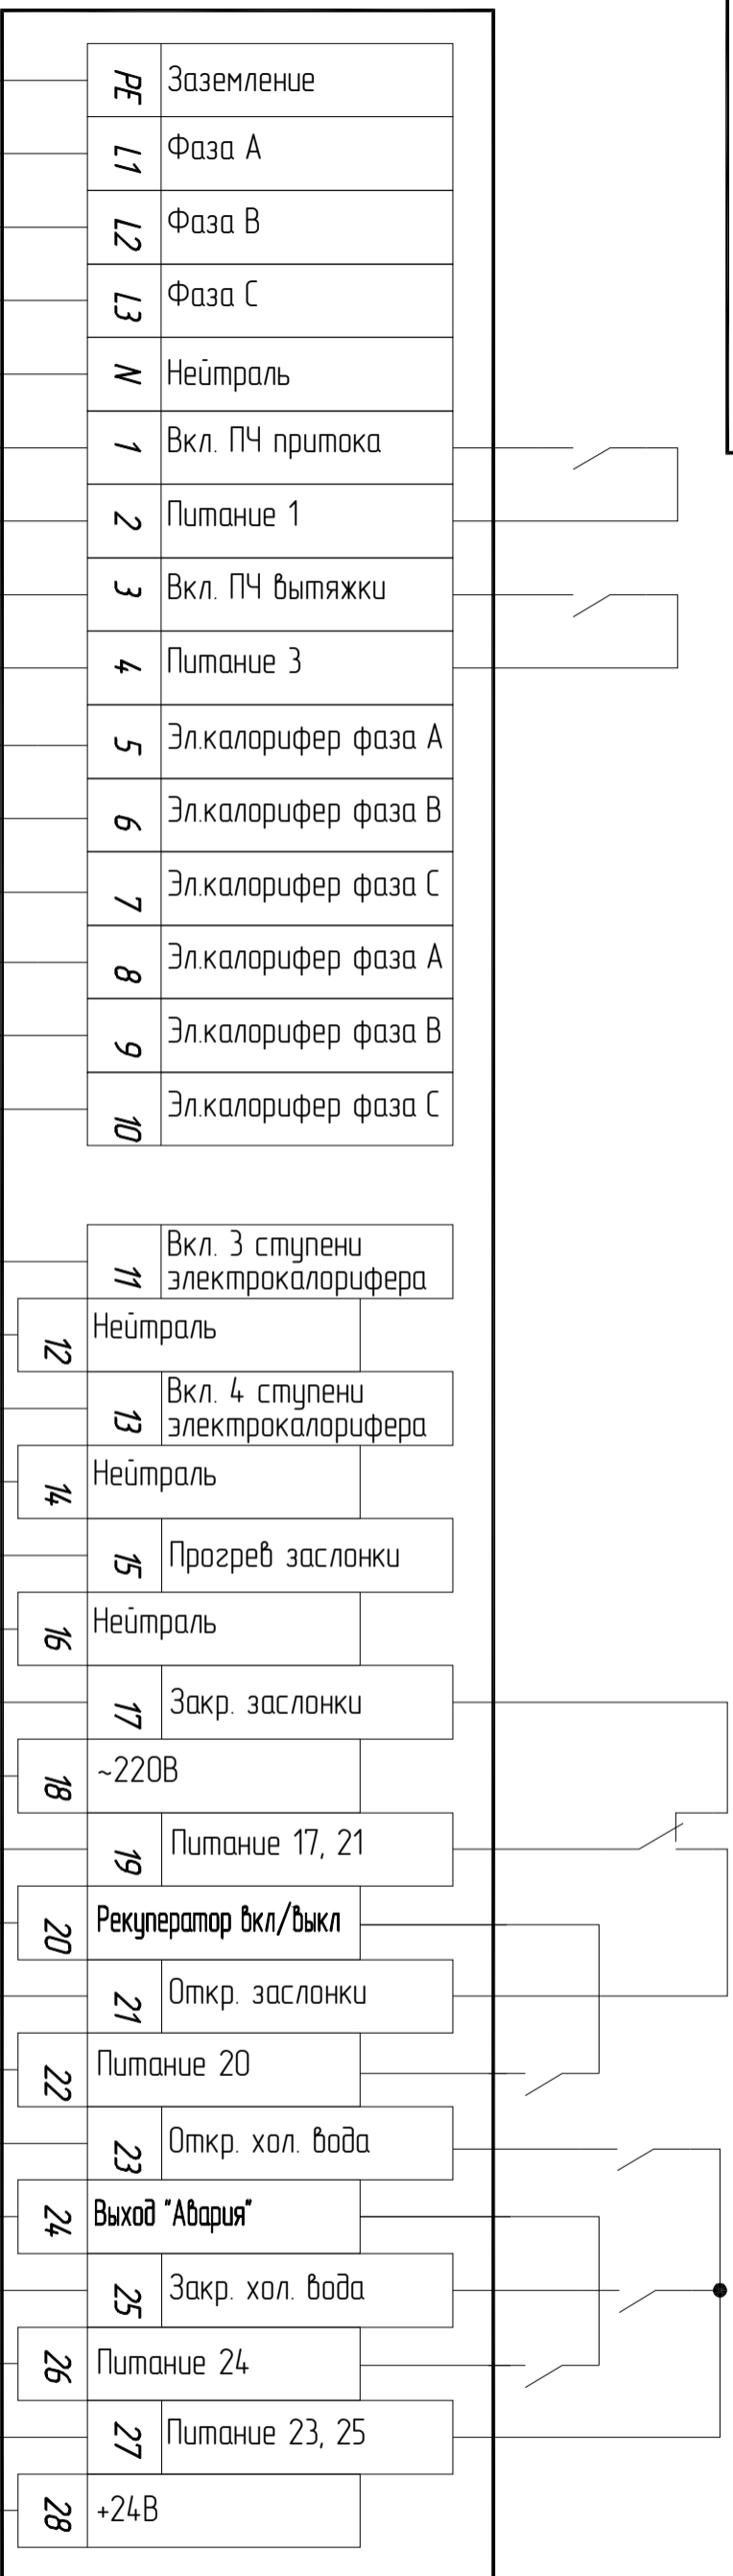 PE Заземление
L1 Фаза А
L2 Фаза В
L3 Фаза С
N Нейтраль
1 Вкл. ПЧ притока
2 Питание 1
3 Вкл. ПЧ вытяжки
4 Питание 3
5 Эл.калорифер фаза А
6 Эл.калорифер фаза В
7 Эл.калорифер фаза С
8 Эл.калорифер фаза А
9 Эл.калорифер фаза В
10 Эл.калорифер фаза С
11 Вкл. 3 ступени
электрокалорифера
12 Нейтраль
13 Вкл. 4 ступени
электрокалорифера
14 Нейтраль
15 Прогрев заслонки
16 Нейтраль
17 Закр. заслонки
18 ~220В
19 Питание 17, 21
20 Рекуператор вкл/выкл
21 Откр. заслонки
22 Питание 20
23 Откр. хол. вода
24 Выход "Авария"
25 Закр. хол. вода
26 Питание 24
27 Питание 23, 25
28 +24В